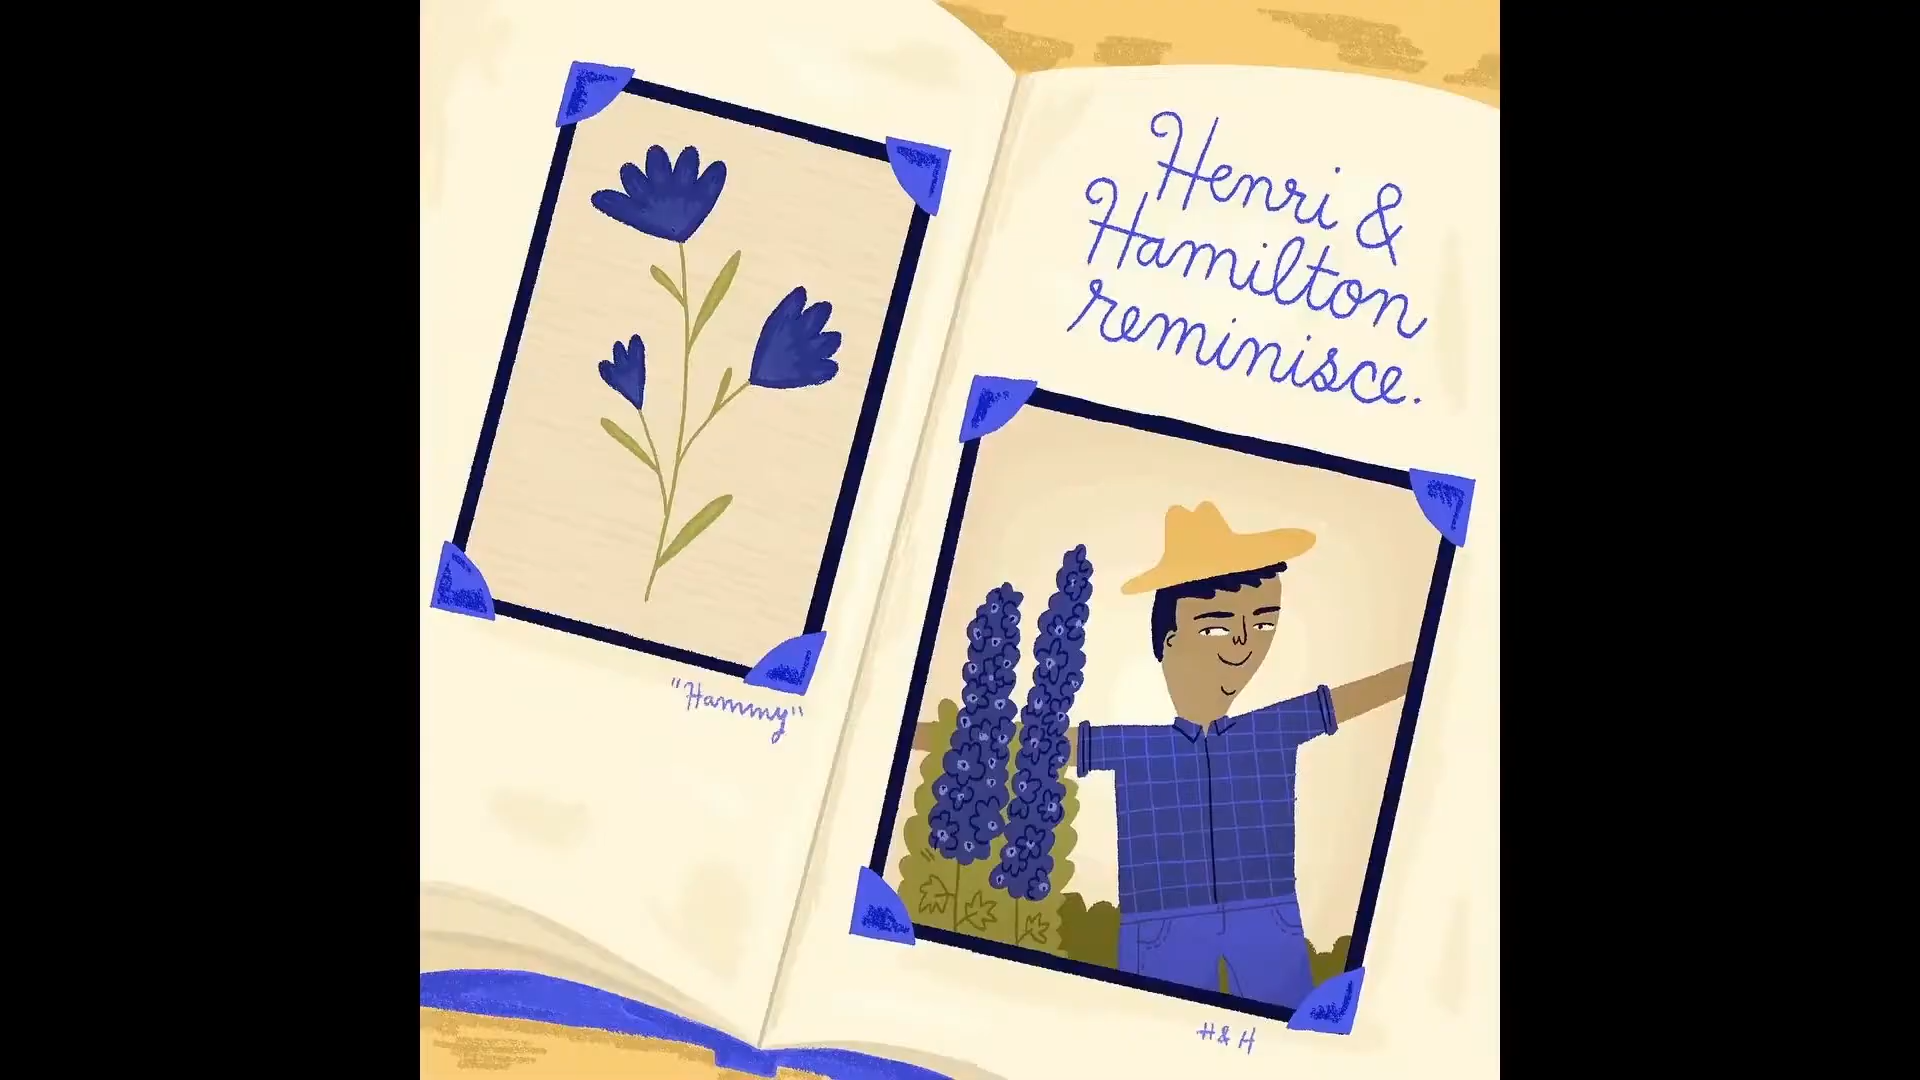 "Hammy"
Henri &
Hamilton
reminisce.
H & H